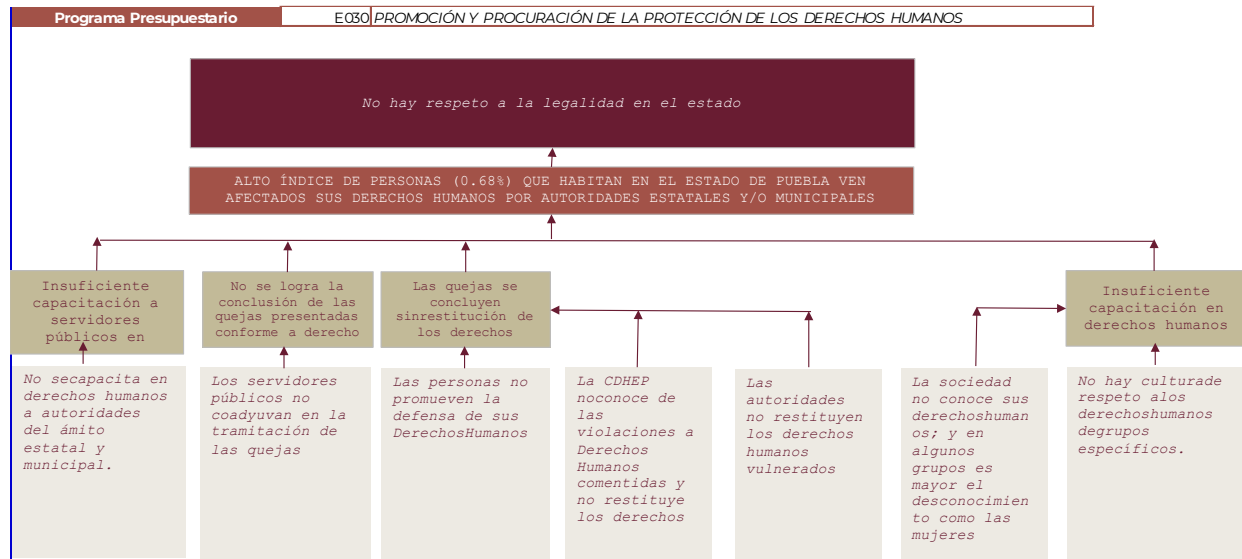 Programa Presupuestario E030 PROMOCIÓN Y PROCURACIÓN DE LA PROTECCIÓN DE LOS DERECHOS HUMANOS
No hay respeto a la legalidad en el estado
ALTO ÍNDICE DE PERSONAS (0.68%) QUE HABITAN EN EL ESTADO DE PUEBLA VEN
AFECTADOS SUS DERECHOS HUMANOS POR AUTORIDADES ESTATALES Y/O MUNICIPALES
Insuficiente
capacitación a
servidores
públicos en
No se logra la
conclusión de las
quejas presentadas
conforme a derecho
Las quejas se
concluyen
sinrestitución de
los derechos
Insuficiente
capacitación en
derechos humanos
No secapacita en
derechos humanos
a autoridades
del ámito
estatal y
municipal.
Los servidores
públicos no
coadyuvan en la
tramitación de
las quejas
Las personas no
promueven la
defensa de sus
DerechosHumanos
La CDHEP
noconoce de
las
violaciones a
Derechos
Humanos
comentidas y
no restituye
los derechos
Las
autoridades
no restituyen
los derechos
humanos
vulnerados
La sociedad
no conoce sus
derechoshuman
os; y en
algunos
grupos es
mayor el
desconocimien
to como las
mujeres
No hay culturade
respeto alos
derechoshumanos
degrupos
específicos.